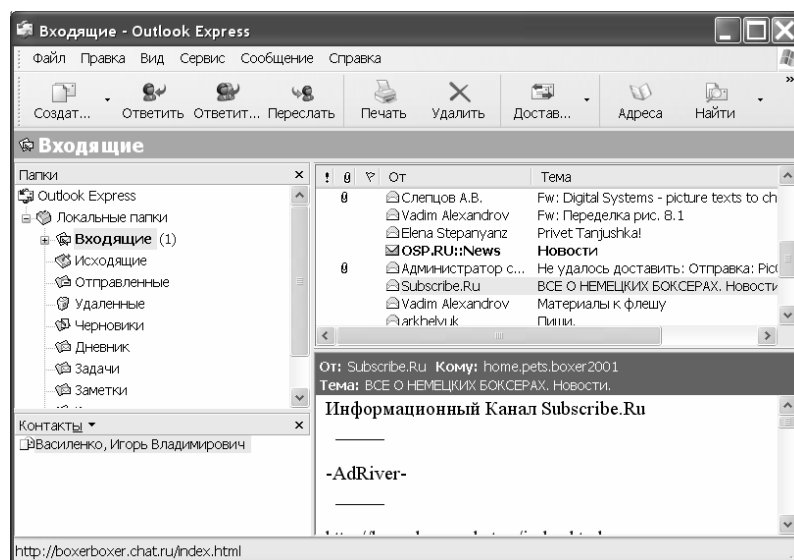 Входящие - Outlook Express
Файл Правка Вид Сервис Сообщение Справка
Создат... Ответить Ответит... Переслать Печать Удалить Достав... Адреса Найти
Входящие
Папки
Outlook Express
Локальные папки
Входящие (1)
Исходящие
Отправленные
Удаленные
Черновики
Дневник
Задачи
Заметки
Контакты
Василенко, Игорь Владимирович
! От Тема
Слепцов А.В. Fw: Digital Systems - picture texts to ch
Vadim Alexandrov Fw: Переделка рис. 8.1
Elena Stepanyanz Privet Tanjushka!
OSP.RU::News Новости
Администратор с... Не удалось доставить: Отправка: Pic
Subscribe.Ru ВСЕ О НЕМЕЦКИХ БОКСЕРАХ. Новости
Vadim Alexandrov Материалы к флешу
arkhelyuk Пиши.
От: Subscribe.Ru Кому: home.pets.boxer2001
Тема: ВСЕ О НЕМЕЦКИХ БОКСЕРАХ. Новости.
Информационный Канал Subscribe.Ru
-AdRiver-
http://boxerboxer.chat.ru/index.html